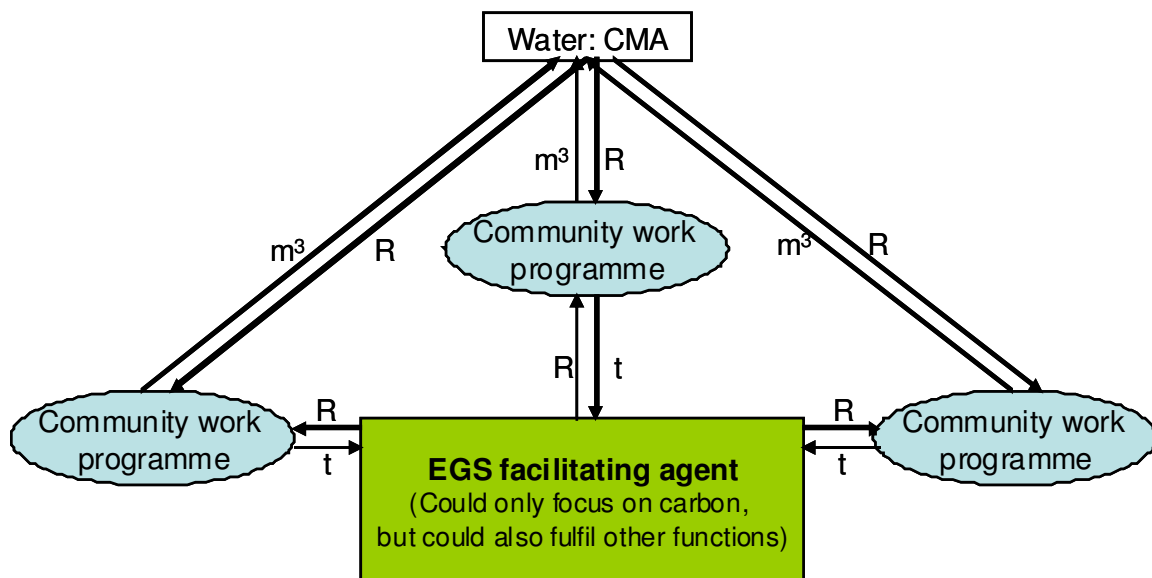 Water: CMA
m³
R
m³
R
m³
R
Community work
programme
R
t
Community work
programme
R
t
Community work
programme
R
t
EGS facilitating agent
(Could only focus on carbon,
but could also fulfil other functions)